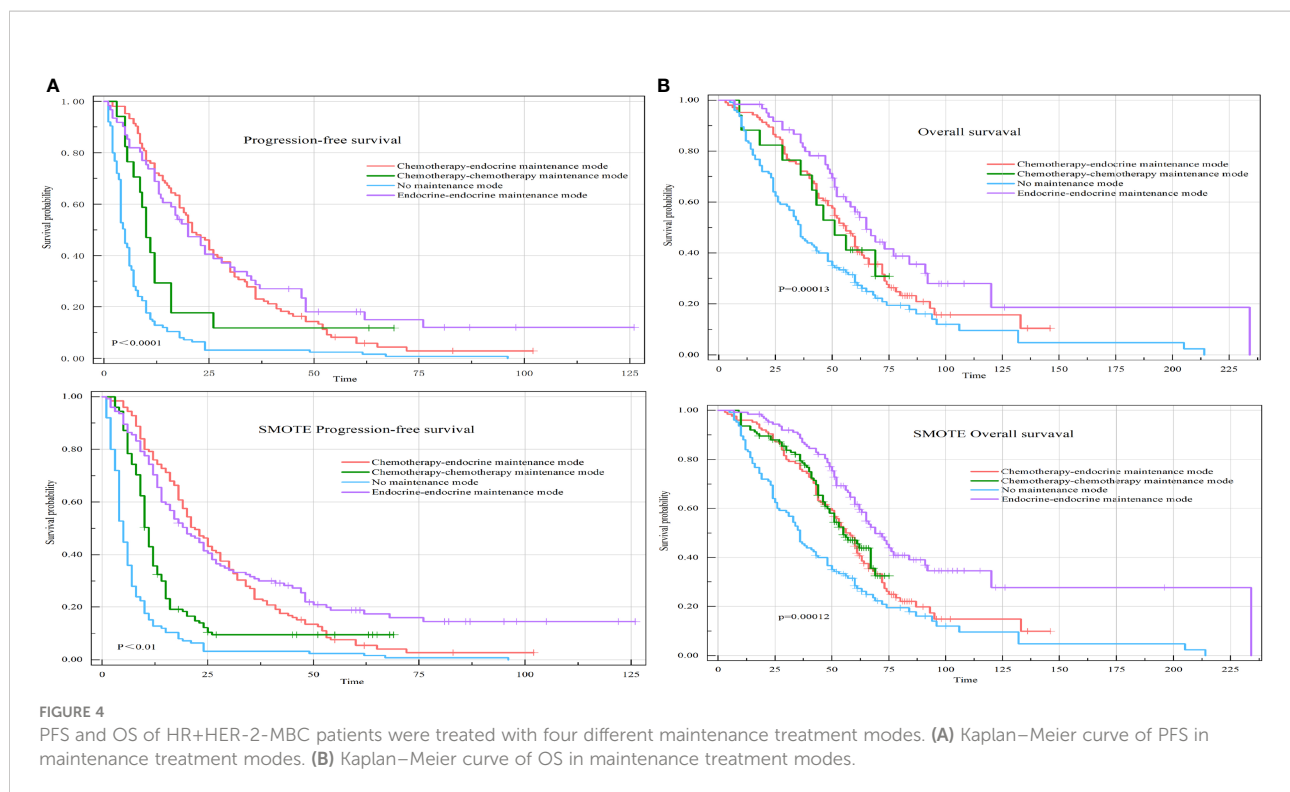 A
1.00
0.80
0.60
0.40
0.20
0.00
Survival probability
Progression-free survival
Chemotherapy-endocrine maintenance mode
Chemotherapy-chemotherapy maintenance mode
No maintenance mode
Endocrine-endocrine maintenance mode
P＜0.0001
0 25 50 75 100 125
Time
B
1.00
0.80
0.60
0.40
0.20
0.00
Survival probability
Overall survaval
Chemotherapy-endocrine maintenance mode
Chemotherapy-chemotherapy maintenance mode
No maintenance mode
Endocrine-endocrine maintenance mode
P=0.00013
0 25 50 75 100 125 150 175 200 225
Time
1.00
0.80
0.60
0.40
0.20
0.00
Survival probability
SMOTE Progression-free survival
Chemotherapy-endocrine maintenance mode
Chemotherapy-chemotherapy maintenance mode
No maintenance mode
Endocrine-endocrine maintenance mode
P＜0.01
0 25 50 75 100 125
Time
1.00
0.80
0.60
0.40
0.20
0.00
Survival probability
SMOTE Overall survaval
Chemotherapy-endocrine maintenance mode
Chemotherapy-chemotherapy maintenance mode
No maintenance mode
Endocrine-endocrine maintenance mode
p=0.00012
0 25 50 75 100 125 150 175 200 225
Time
FIGURE 4
PFS and OS of HR+HER-2-MBC patients were treated with four different maintenance treatment modes. (A) Kaplan–Meier curve of PFS in
maintenance treatment modes. (B) Kaplan–Meier curve of OS in maintenance treatment modes.